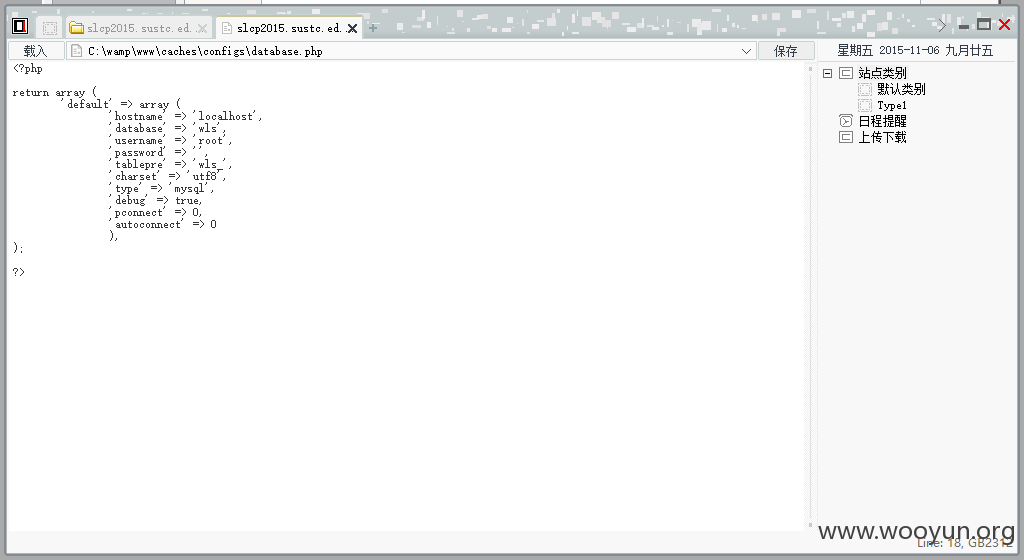 slcp2015.sustc.ed..
slcp2015.sustc.ed..
载入
C:\wamp\www\caches\configs\database.php
保存
星期五 2015-11-06 九月廿五
<?php
return array (
'default' => array (
'hostname' => 'localhost',
'database' => 'wls',
'username' => 'root',
'password' => '',
'tablepre' => 'wls_',
'charset' => 'utf8',
'type' => 'mysql',
'debug' => true,
'pconnect' => 0,
'autoconnect' => 0
),
);
?>
站点类别
默认类别
Type1
日程提醒
上传下载
www.wooyun.org
Line: 18, GB2312